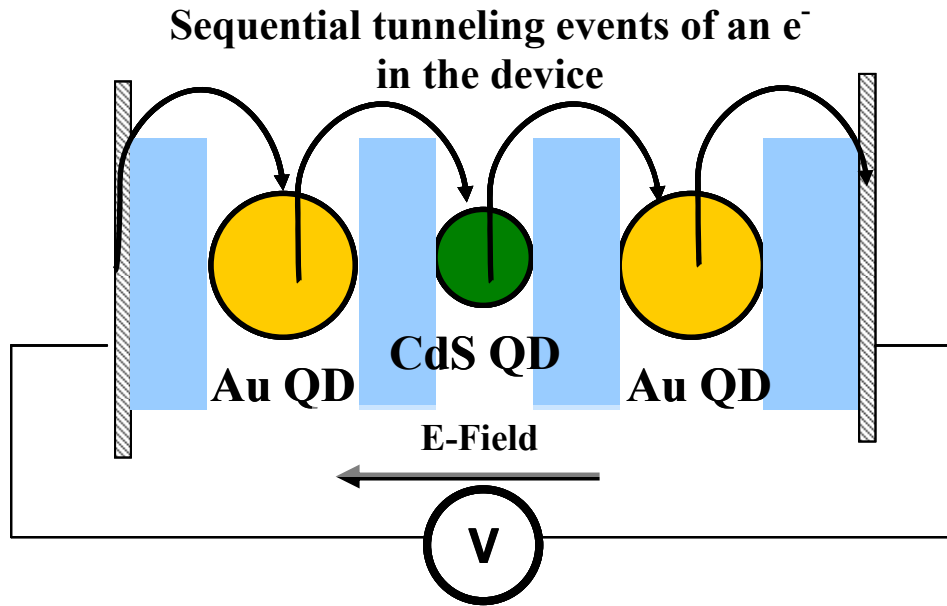 Sequential tunneling events of an e⁻
in the device
CdS QD
Au QD
Au QD
E-Field
V